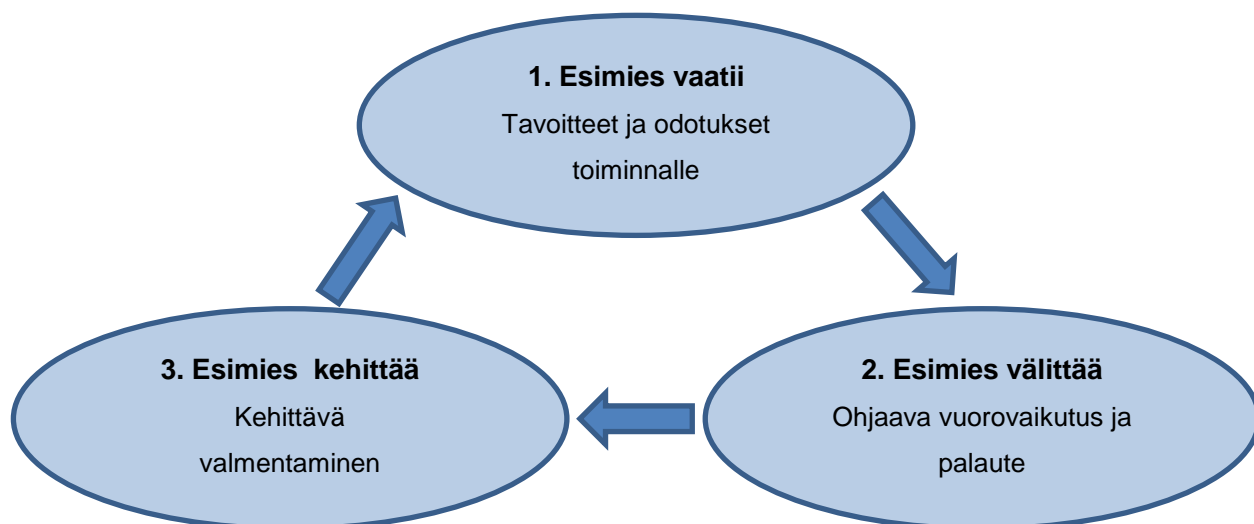 1. Esimies vaatii
Tavoitteet ja odotukset
toiminnalle
3. Esimies  kehittää
Kehittävä
valmentaminen
2. Esimies välittää
Ohjaava vuorovaikutus ja
palaute